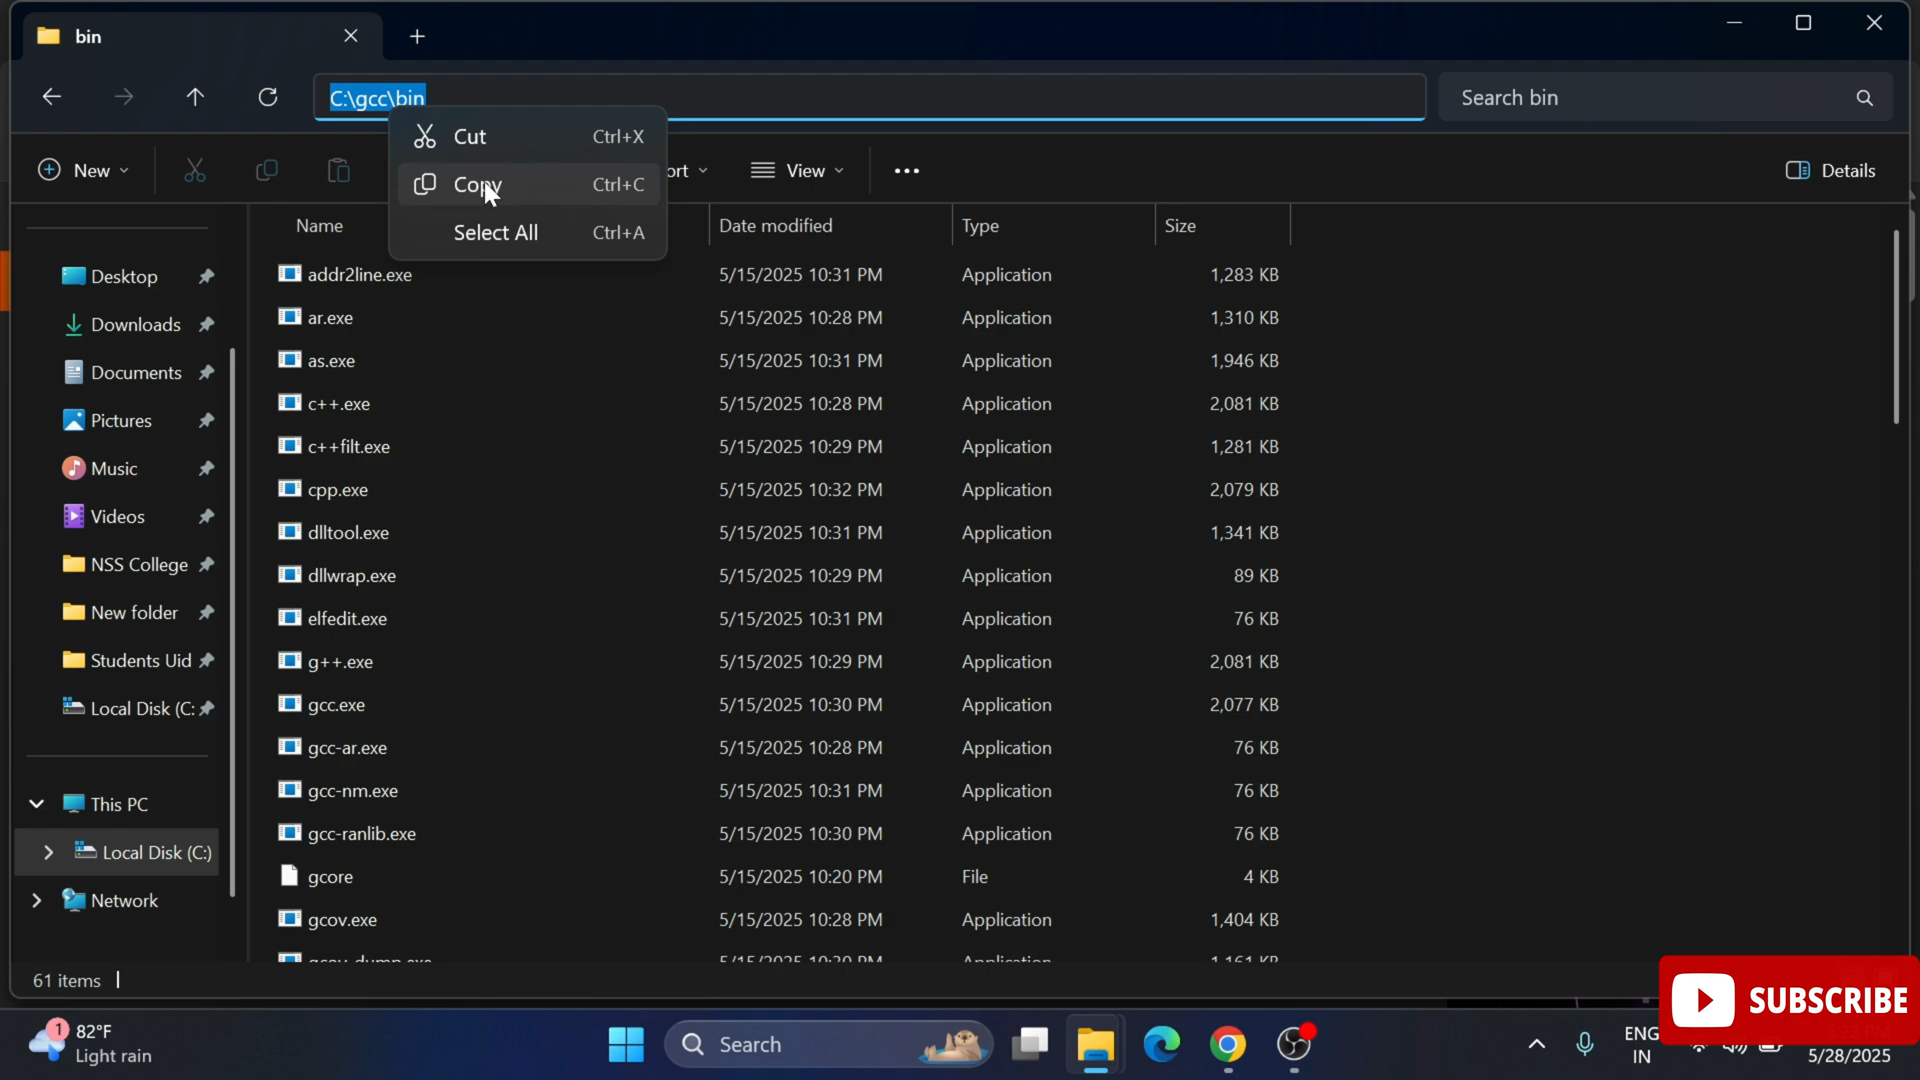 bin
C:\gcc\bin
Search bin
Cut Ctrl+X
Copy Ctrl+C
Select All Ctrl+A
New
View
Details
Name Date modified Type Size
Desktop
Downloads
Documents
Pictures
Music
Videos
NSS College
New folder
Students Uid
Local Disk (C:
This PC
Local Disk (C:)
Network
addr2line.exe 5/15/2025 10:31 PM Application 1,283 KB
ar.exe 5/15/2025 10:28 PM Application 1,310 KB
as.exe 5/15/2025 10:31 PM Application 1,946 KB
c++.exe 5/15/2025 10:28 PM Application 2,081 KB
c++filt.exe 5/15/2025 10:29 PM Application 1,281 KB
cpp.exe 5/15/2025 10:32 PM Application 2,079 KB
dlltool.exe 5/15/2025 10:31 PM Application 1,341 KB
dllwrap.exe 5/15/2025 10:29 PM Application 89 KB
elfedit.exe 5/15/2025 10:31 PM Application 76 KB
g++.exe 5/15/2025 10:29 PM Application 2,081 KB
gcc.exe 5/15/2025 10:30 PM Application 2,077 KB
gcc-ar.exe 5/15/2025 10:28 PM Application 76 KB
gcc-nm.exe 5/15/2025 10:31 PM Application 76 KB
gcc-ranlib.exe 5/15/2025 10:30 PM Application 76 KB
gcore 5/15/2025 10:20 PM File 4 KB
gcov.exe 5/15/2025 10:28 PM Application 1,404 KB
61 items
SUBSCRIBE
1
82°F
Light rain
Search
ENG
IN
5/28/2025